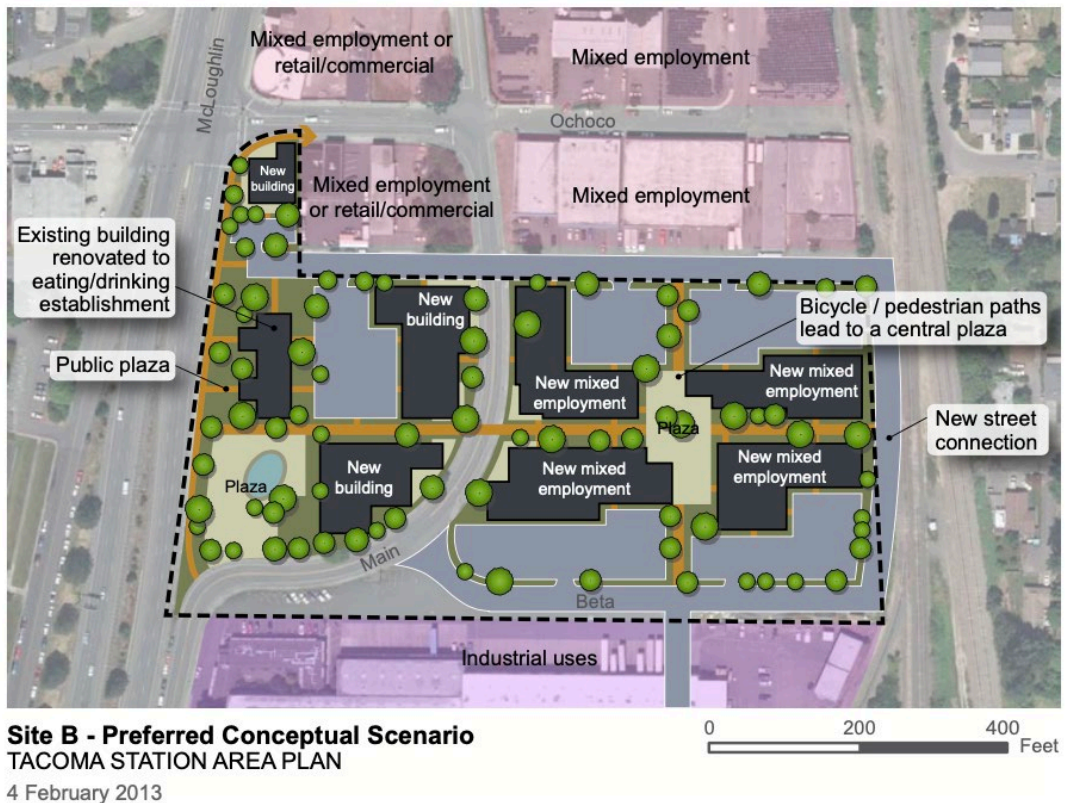 McLoughlin
Mixed employment or
retail/commercial
Mixed employment
Ochoco
New
building
Mixed employment
or retail/commercial
Mixed employment
Existing building
renovated to
eating/drinking
establishment
New
building
Bicycle / pedestrian paths
lead to a central plaza
Public plaza
New mixed
employment
New mixed
employment
New street
connection
Plaza
New
building
New mixed
employment
New mixed
employment
Plaza
Main
Beta
Industrial uses
Site B - Preferred Conceptual Scenario
TACOMA STATION AREA PLAN
4 February 2013
0 200 400
Feet